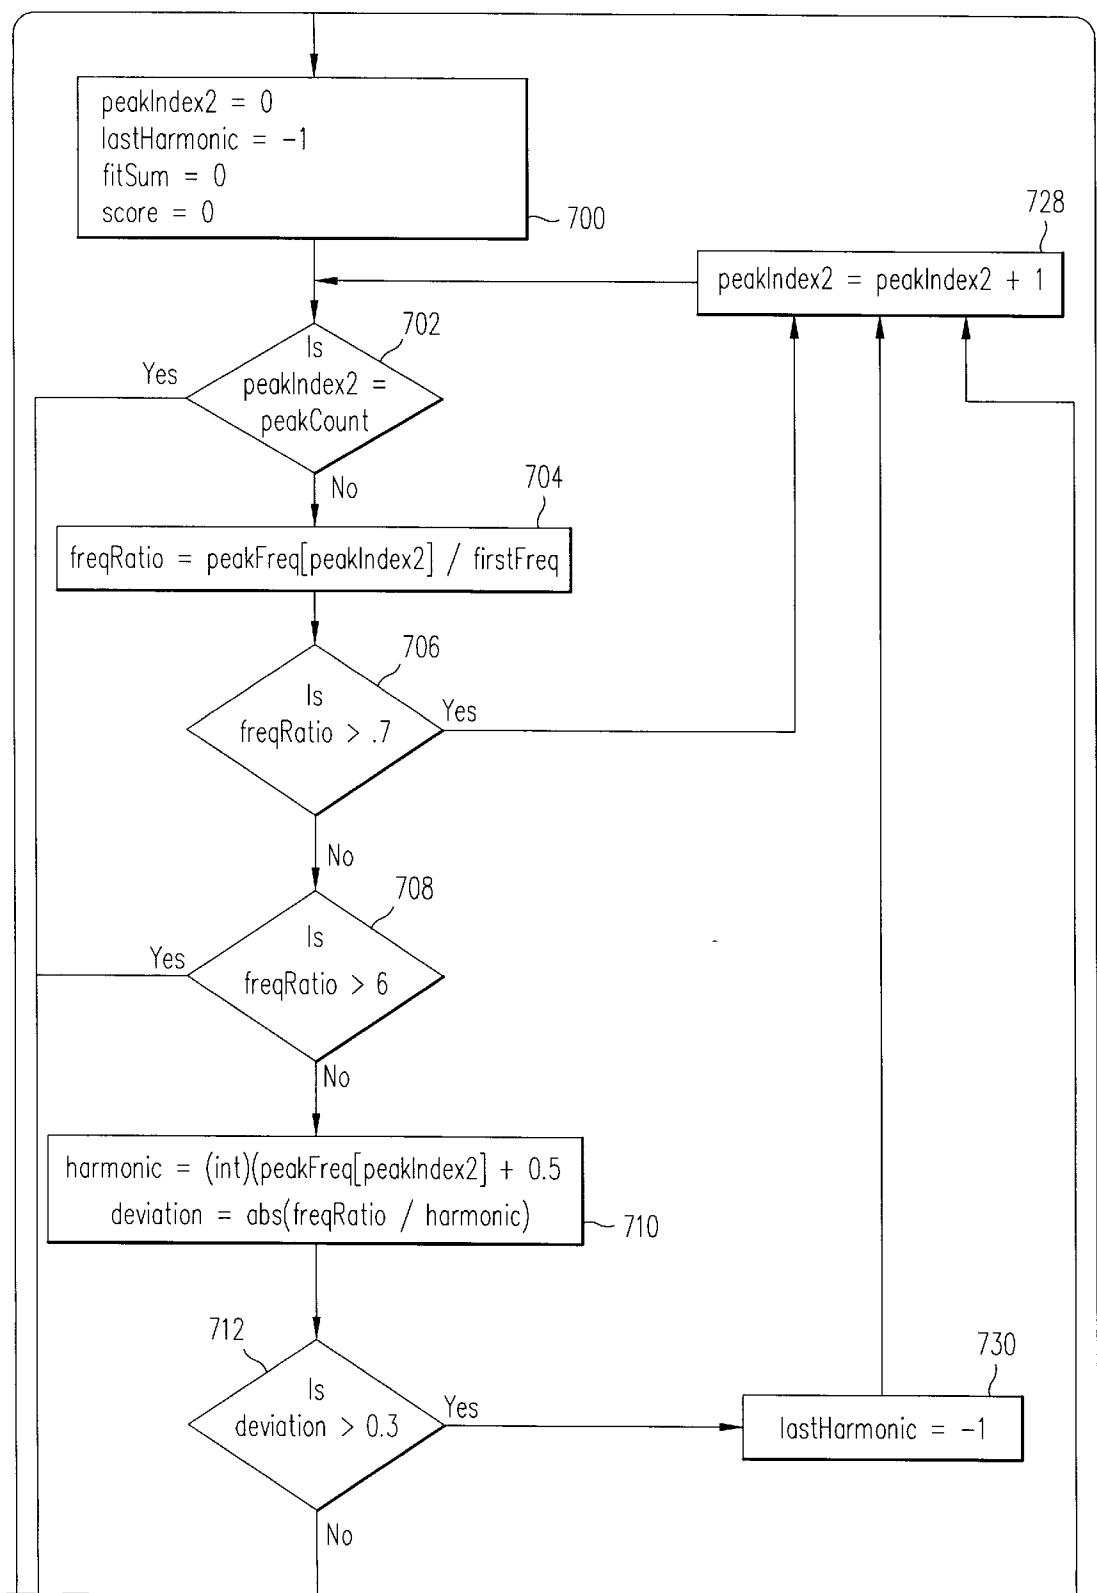 peakIndex2 = 0
lastHarmonic = -1
fitSum = 0
score = 0
700
728
peakIndex2 = peakIndex2 + 1
702
Is
peakIndex2 =
peakCount
Yes
No
704
freqRatio = peakFreq[peakIndex2] / firstFreq
706
Is
freqRatio > .7
Yes
No
708
Is
freqRatio > 6
Yes
No
harmonic = (int)(peakFreq[peakIndex2] + 0.5
deviation = abs(freqRatio / harmonic)
710
712
Is
deviation > 0.3
Yes
No
730
lastHarmonic = -1